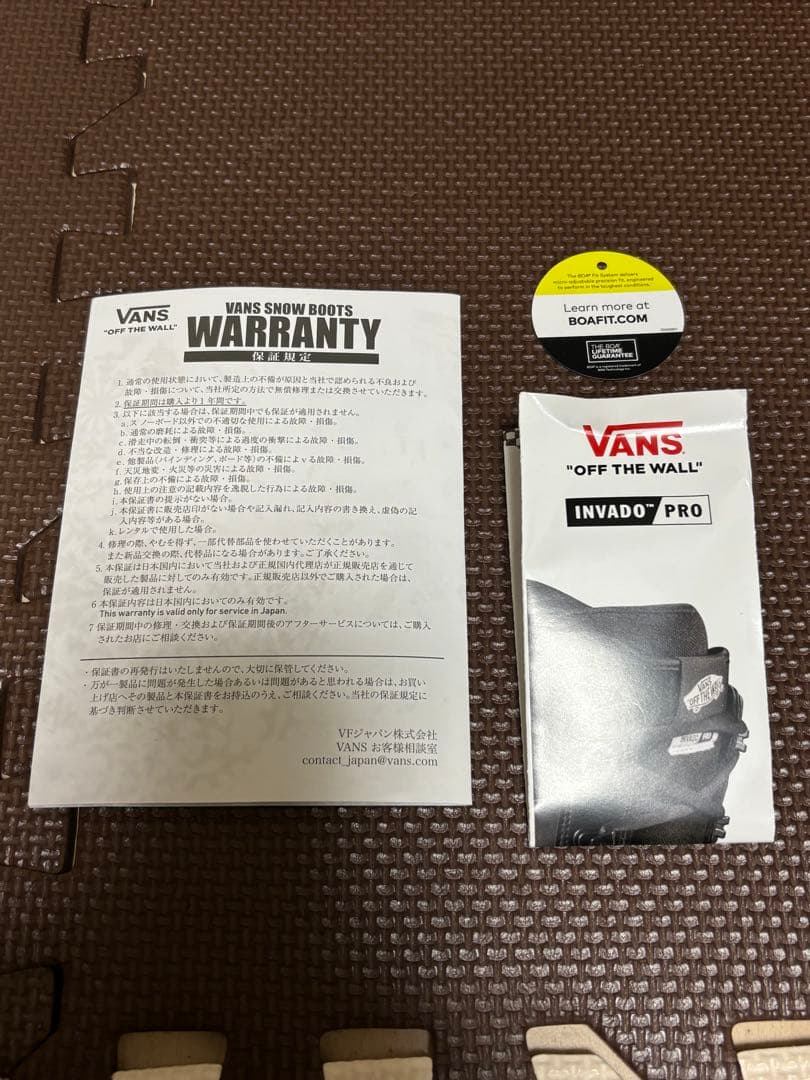 VANS
"OFF THE WALL"
VANS SNOW BOOTS
WARRANTY
保証規定
1. 通常の使用状態において、製造上の不備が原因と当社で認められる不良および
故障・損傷について、当社所定の方法で無償修理または交換させていただきます。
2. 保証期間は購入より1年間です。
3. 以下に該当する場合は、保証期間中でも保証が適用されません。
a. スノーボード以外での不適切な使用による故障・損傷。
b. 通常の磨耗による故障・損傷。
c. 滑走中の転倒・衝突等による過度の衝撃による故障・損傷。
d. 不当な改造・修理による故障・損傷。
e. 他製品(バインディング、ボード等)の不備によvる故障・損傷。
f. 天災地変・火災等の災害による故障・損傷。
g. 保存上の不備による故障・損傷。
h. 使用上の注意の記載内容を逸脱した行為による故障・損傷。
i. 本保証書の提示がない場合。
j. 本保証書に販売店印がない場合や記入漏れ、記入内容の書き換え、虚偽の記
入内容等がある場合。
k. レンタルで使用した場合。
4. 修理の際、やむを得ず、一部代替部品を使わせていただくことがあります。
また新品交換の際、代替品になる場合があります。ご了承ください。
5. 本保証は日本国内において当社および正規国内代理店が正規販売店を通じて
販売した製品に対してのみ有効です。正規販売店以外でご購入された場合は、
保証が適用されません。
6 本保証内容は日本国内においてのみ有効です。
This warranty is valid only for service in Japan.
7 保証期間中の修理・交換および保証期間後のアフターサービスについては、ご購入
されたお店にご相談ください。
・保証書の再発行はいたしませんので、大切に保管してください。
・万が一製品に問題が発生した場合あるいは問題があると思われる場合は、お買い
上げ店へその製品と本保証書をお持込のうえ、ご相談ください。当社の保証規定に
基づき判断させていただきます。
VFジャパン株式会社
VANS お客様相談室
contact_japan@vans.com
The BOA® Fit System delivers
micro-adjustable precision fit, engineered
to perform in the toughest conditions.
Learn more at
BOAFIT.COM
THE BOA®
LIFETIME
GUARANTEE
BOA® is a registered trademark of
BOA Technology Inc.
VANS
"OFF THE WALL"
INVADO™ PRO
VANS
"OFF THE WALL"
INVADO PRO